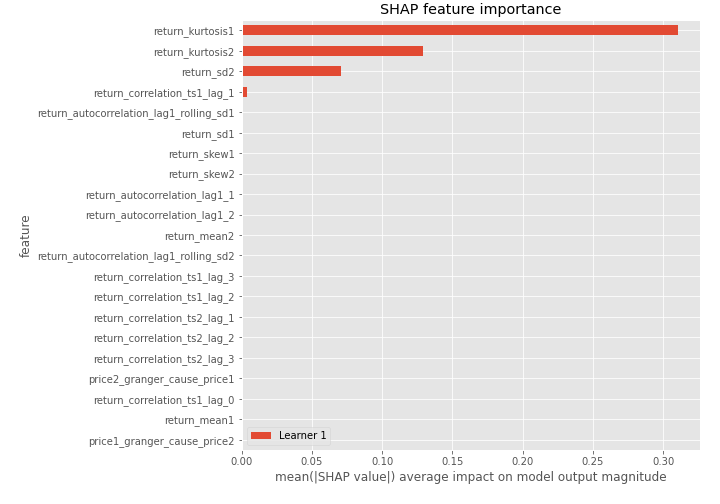 SHAP feature importance
return_kurtosis1
return_kurtosis2
return_sd2
return_correlation_ts1_lag_1
return_autocorrelation_lag1_rolling_sd1
return_sd1
return_skew1
return_skew2
return_autocorrelation_lag1_1
return_autocorrelation_lag1_2
return_mean2
return_autocorrelation_lag1_rolling_sd2
return_correlation_ts1_lag_3
return_correlation_ts1_lag_2
return_correlation_ts2_lag_1
return_correlation_ts2_lag_2
return_correlation_ts2_lag_3
price2_granger_cause_price1
return_correlation_ts1_lag_0
return_mean1
price1_granger_cause_price2
feature
Learner 1
0.00 0.05 0.10 0.15 0.20 0.25 0.30
mean(|SHAP value|) average impact on model output magnitude